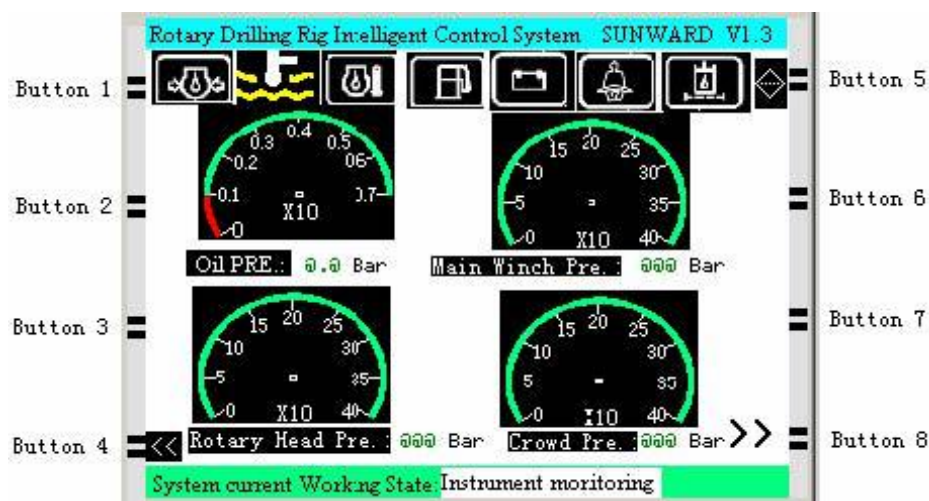 Rotary Drilling Rig Intelligent Control System SUNWARD V1.3
Button 1
Button 5
0.1 0.2 0.3 0.4 0.5 06 0.7 0
X10
0 5 10 15 20 25 30 35 40
X10
Button 2
Button 6
Oil PRE.: 0.0 Bar
Main Winch Pre.: 000 Bar
0 5 10 15 20 25 30 35 40
X10
0 5 10 15 20 25 30 35 40
X10
Button 3
Button 7
Button 4
<< Rotary Head Pre.: 000 Bar
Crowd Pre.: 000 Bar >>
Button 8
System current Working State: Instrument moritoring